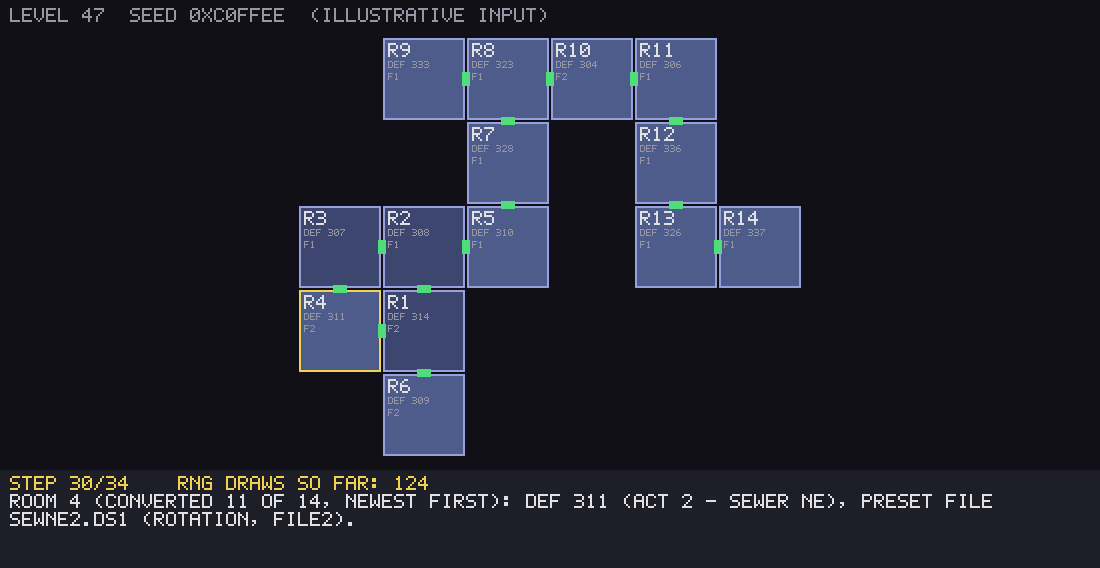 LEVEL 47  SEED 0XC0FFEE  (ILLUSTRATIVE INPUT)
R9 R8 R10 R11
DEF 333 DEF 323 DEF 304 DEF 306
F1 F1 F2 F1
R7 R12
DEF 328 DEF 336
F1 F1
R3 R2 R5 R13 R14
DEF 307 DEF 308 DEF 310 DEF 326 DEF 337
F1 F1 F1 F1 F1
R4 R1
DEF 311 DEF 314
F2 F2
R6
DEF 309
F2
STEP 30/34    RNG DRAWS SO FAR: 124
ROOM 4 (CONVERTED 11 OF 14, NEWEST FIRST): DEF 311 (ACT 2 - SEWER NE), PRESET FILE
SEWNE2.DS1 (ROTATION, FILE2).